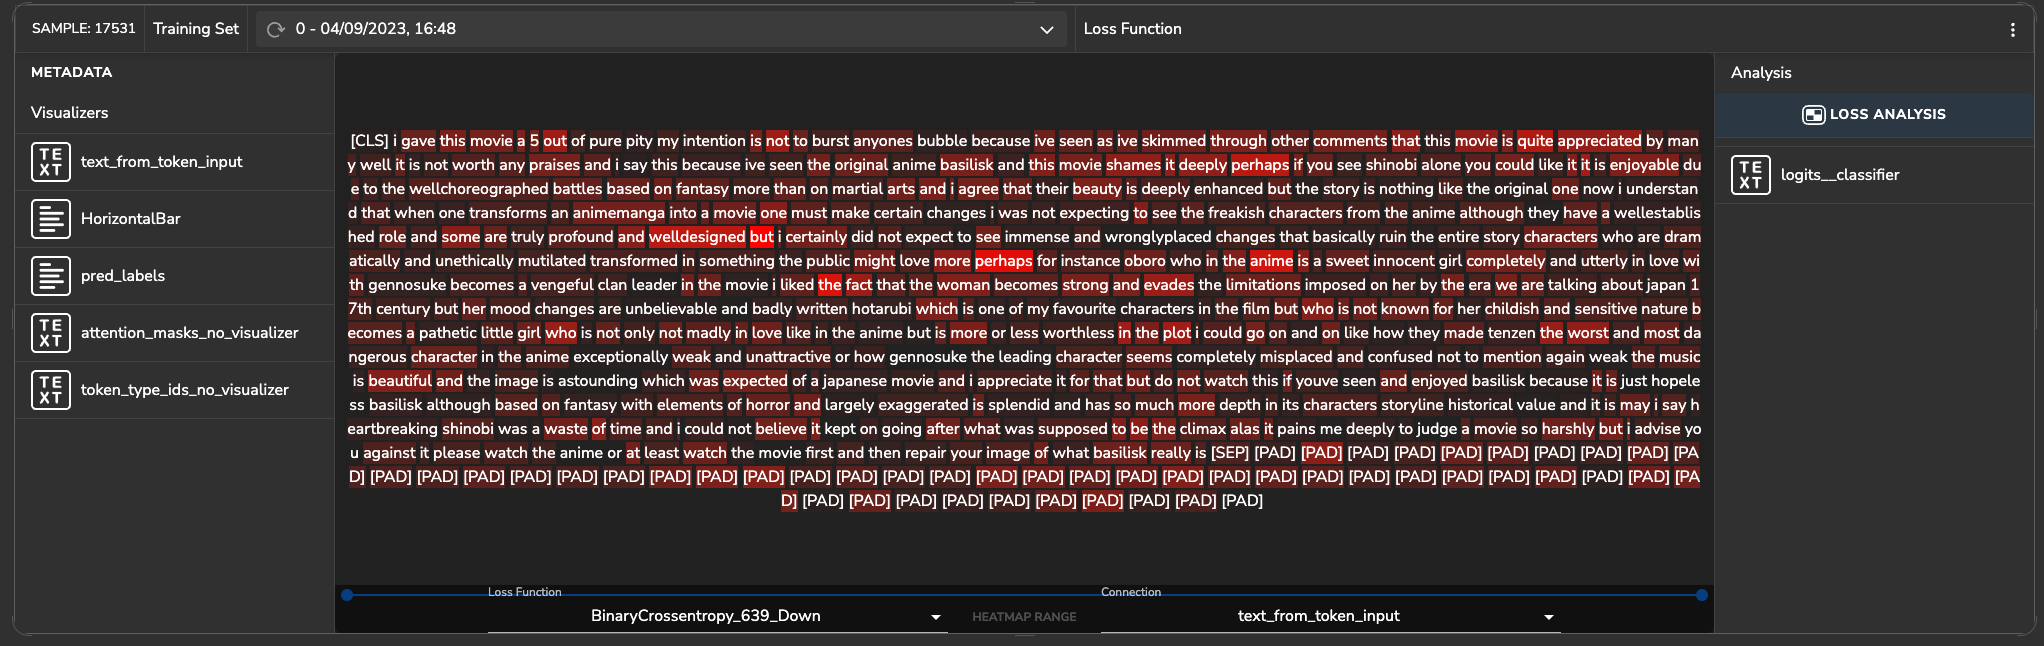 SAMPLE: 17531
Training Set
0 - 04/09/2023, 16:48
Loss Function
METADATA
Visualizers
text_from_token_input
HorizontalBar
pred_labels
attention_masks_no_visualizer
token_type_ids_no_visualizer
[CLS] i gave this movie a 5 out of pure pity my intention is not to burst anyones bubble because ive seen as ive skimmed through other comments that this movie is quite appreciated by man
y well it is not worth any praises and i say this because ive seen the original anime basilisk and this movie shames it deeply perhaps if you see shinobi alone you could like it it is enjoyable du
e to the wellchoreographed battles based on fantasy more than on martial arts and i agree that their beauty is deeply enhanced but the story is nothing like the original one now i understan
d that when one transforms an animemanga into a movie one must make certain changes i was not expecting to see the freakish characters from the anime although they have a wellestablis
hed role and some are truly profound and welldesigned but i certainly did not expect to see immense and wronglyplaced changes that basically ruin the entire story characters who are dram
atically and unethically mutilated transformed in something the public might love more perhaps for instance oboro who in the anime is a sweet innocent girl completely and utterly in love wi
th gennosuke becomes a vengeful clan leader in the movie i liked the fact that the woman becomes strong and evades the limitations imposed on her by the era we are talking about japan 1
7th century but her mood changes are unbelievable and badly written hotarubi which is one of my favourite characters in the film but who is not known for her childish and sensitive nature b
ecomes a pathetic little girl who is not only not madly in love like in the anime but is more or less worthless in the plot i could go on and on like how they made tenzen the worst and most da
ngerous character in the anime exceptionally weak and unattractive or how gennosuke the leading character seems completely misplaced and confused not to mention again weak the music
is beautiful and the image is astounding which was expected of a japanese movie and i appreciate it for that but do not watch this if youve seen and enjoyed basilisk because it is just hopele
ss basilisk although based on fantasy with elements of horror and largely exaggerated is splendid and has so much more depth in its characters storyline historical value and it is may i say h
eartbreaking shinobi was a waste of time and i could not believe it kept on going after what was supposed to be the climax alas it pains me deeply to judge a movie so harshly but i advise yo
u against it please watch the anime or at least watch the movie first and then repair your image of what basilisk really is [SEP] [PAD] [PAD] [PAD] [PAD] [PAD] [PAD] [PAD] [PAD] [PAD] [PA
D] [PAD] [PAD] [PAD] [PAD] [PAD] [PAD] [PAD] [PAD] [PAD] [PAD] [PAD] [PAD] [PAD] [PAD] [PAD] [PAD] [PAD] [PAD] [PAD] [PAD] [PAD] [PAD] [PAD] [PAD] [PAD] [PAD] [PAD] [PAD] [PA
D] [PAD] [PAD] [PAD] [PAD] [PAD] [PAD] [PAD] [PAD] [PAD] [PAD]
Loss Function
BinaryCrossentropy_639_Down
HEATMAP RANGE
Connection
text_from_token_input
Analysis
LOSS ANALYSIS
logits__classifier